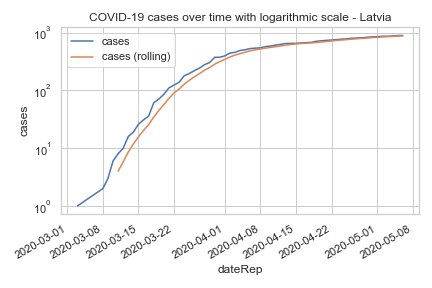 COVID-19 cases over time with logarithmic scale - Latvia
10³
10²
10¹
10⁰
cases
cases
cases (rolling)
2020-03-01
2020-03-08
2020-03-15
2020-03-22
2020-04-01
2020-04-08
2020-04-15
2020-04-22
2020-05-01
2020-05-08
dateRep